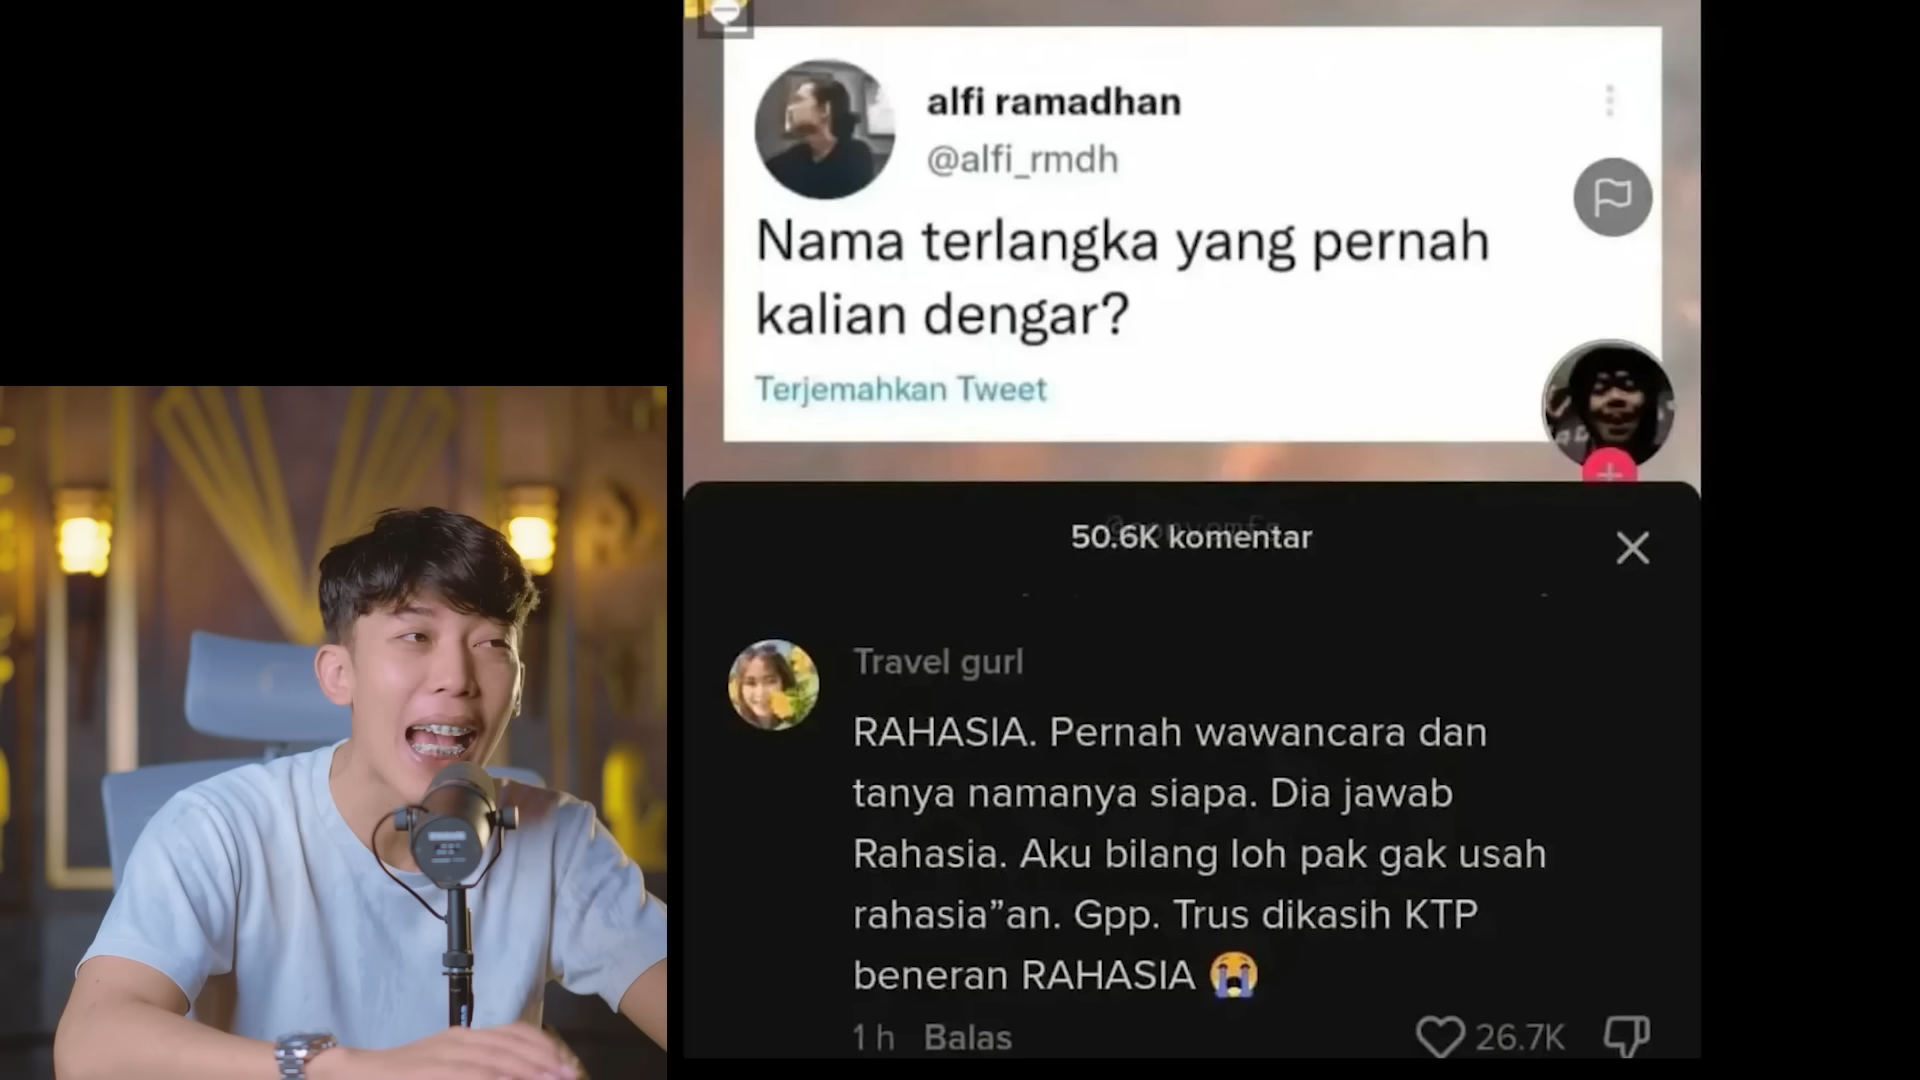 alfi ramadhan
@alfi_rmdh
Nama terlangka yang pernah
kalian dengar?
Terjemahkan Tweet
50.6K komentar
Travel gurl
RAHASIA. Pernah wawancara dan
tanya namanya siapa. Dia jawab
Rahasia. Aku bilang loh pak gak usah
rahasia”an. Gpp. Trus dikasih KTP
beneran RAHASIA 😭
1 h Balas
26.7K